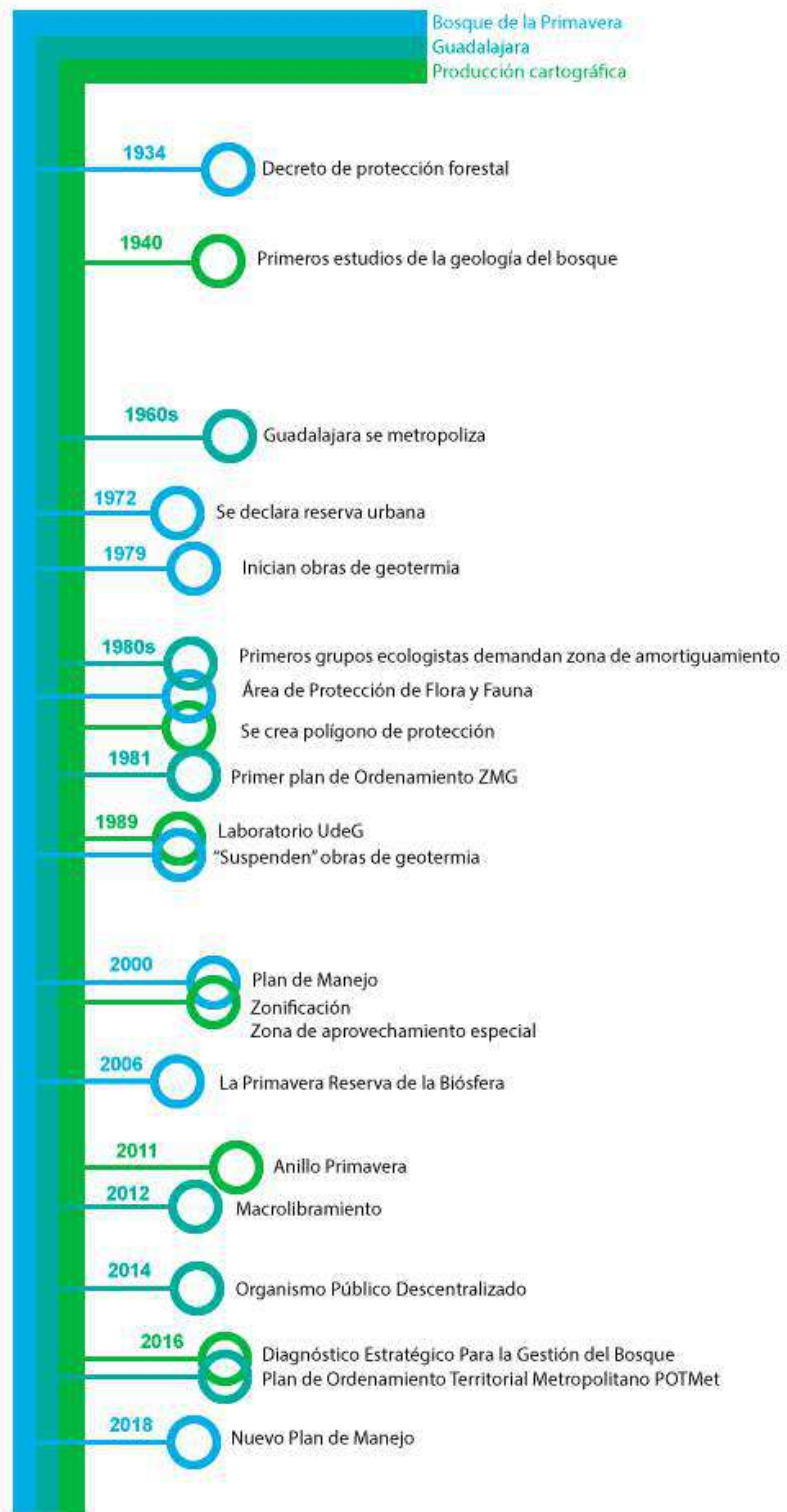 Bosque de la Primavera
Guadalajara
Producción cartográfica
1934
Decreto de protección forestal
1940
Primeros estudios de la geología del bosque
1960s
Guadalajara se metropoliza
1972
Se declara reserva urbana
1979
Inician obras de geotermia
1980s
Primeros grupos ecologistas demandan zona de amortiguamiento
Área de Protección de Flora y Fauna
Se crea polígono de protección
1981
Primer plan de Ordenamiento ZMG
1989
Laboratorio UdeG
"Suspenden" obras de geotermia
2000
Plan de Manejo
Zonificación
Zona de aprovechamiento especial
2006
La Primavera Reserva de la Biósfera
2011
Anillo Primavera
2012
Macrolibramiento
2014
Organismo Público Descentralizado
2016
Diagnóstico Estratégico Para la Gestión del Bosque
Plan de Ordenamiento Territorial Metropolitano POTMet
2018
Nuevo Plan de Manejo